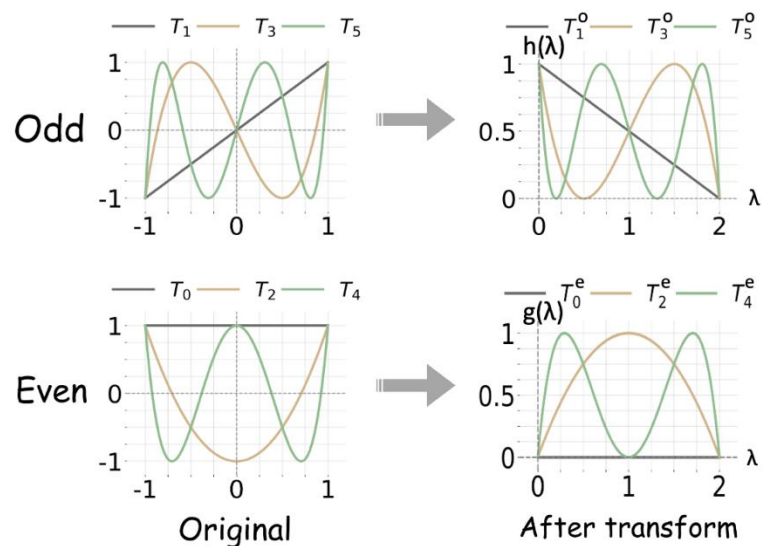 T₁ T₃ T₅
1
0
-1
-1 0 1
Odd
T₁ᵒ T₃ᵒ T₅ᵒ
h(λ)
1
0.5
0
0 1 2
λ
T₀ T₂ T₄
1
0
-1
-1 0 1
Even
Original
T₀ᵉ T₂ᵉ T₄ᵉ
g(λ)
1
0.5
0
0 1 2
λ
After transform